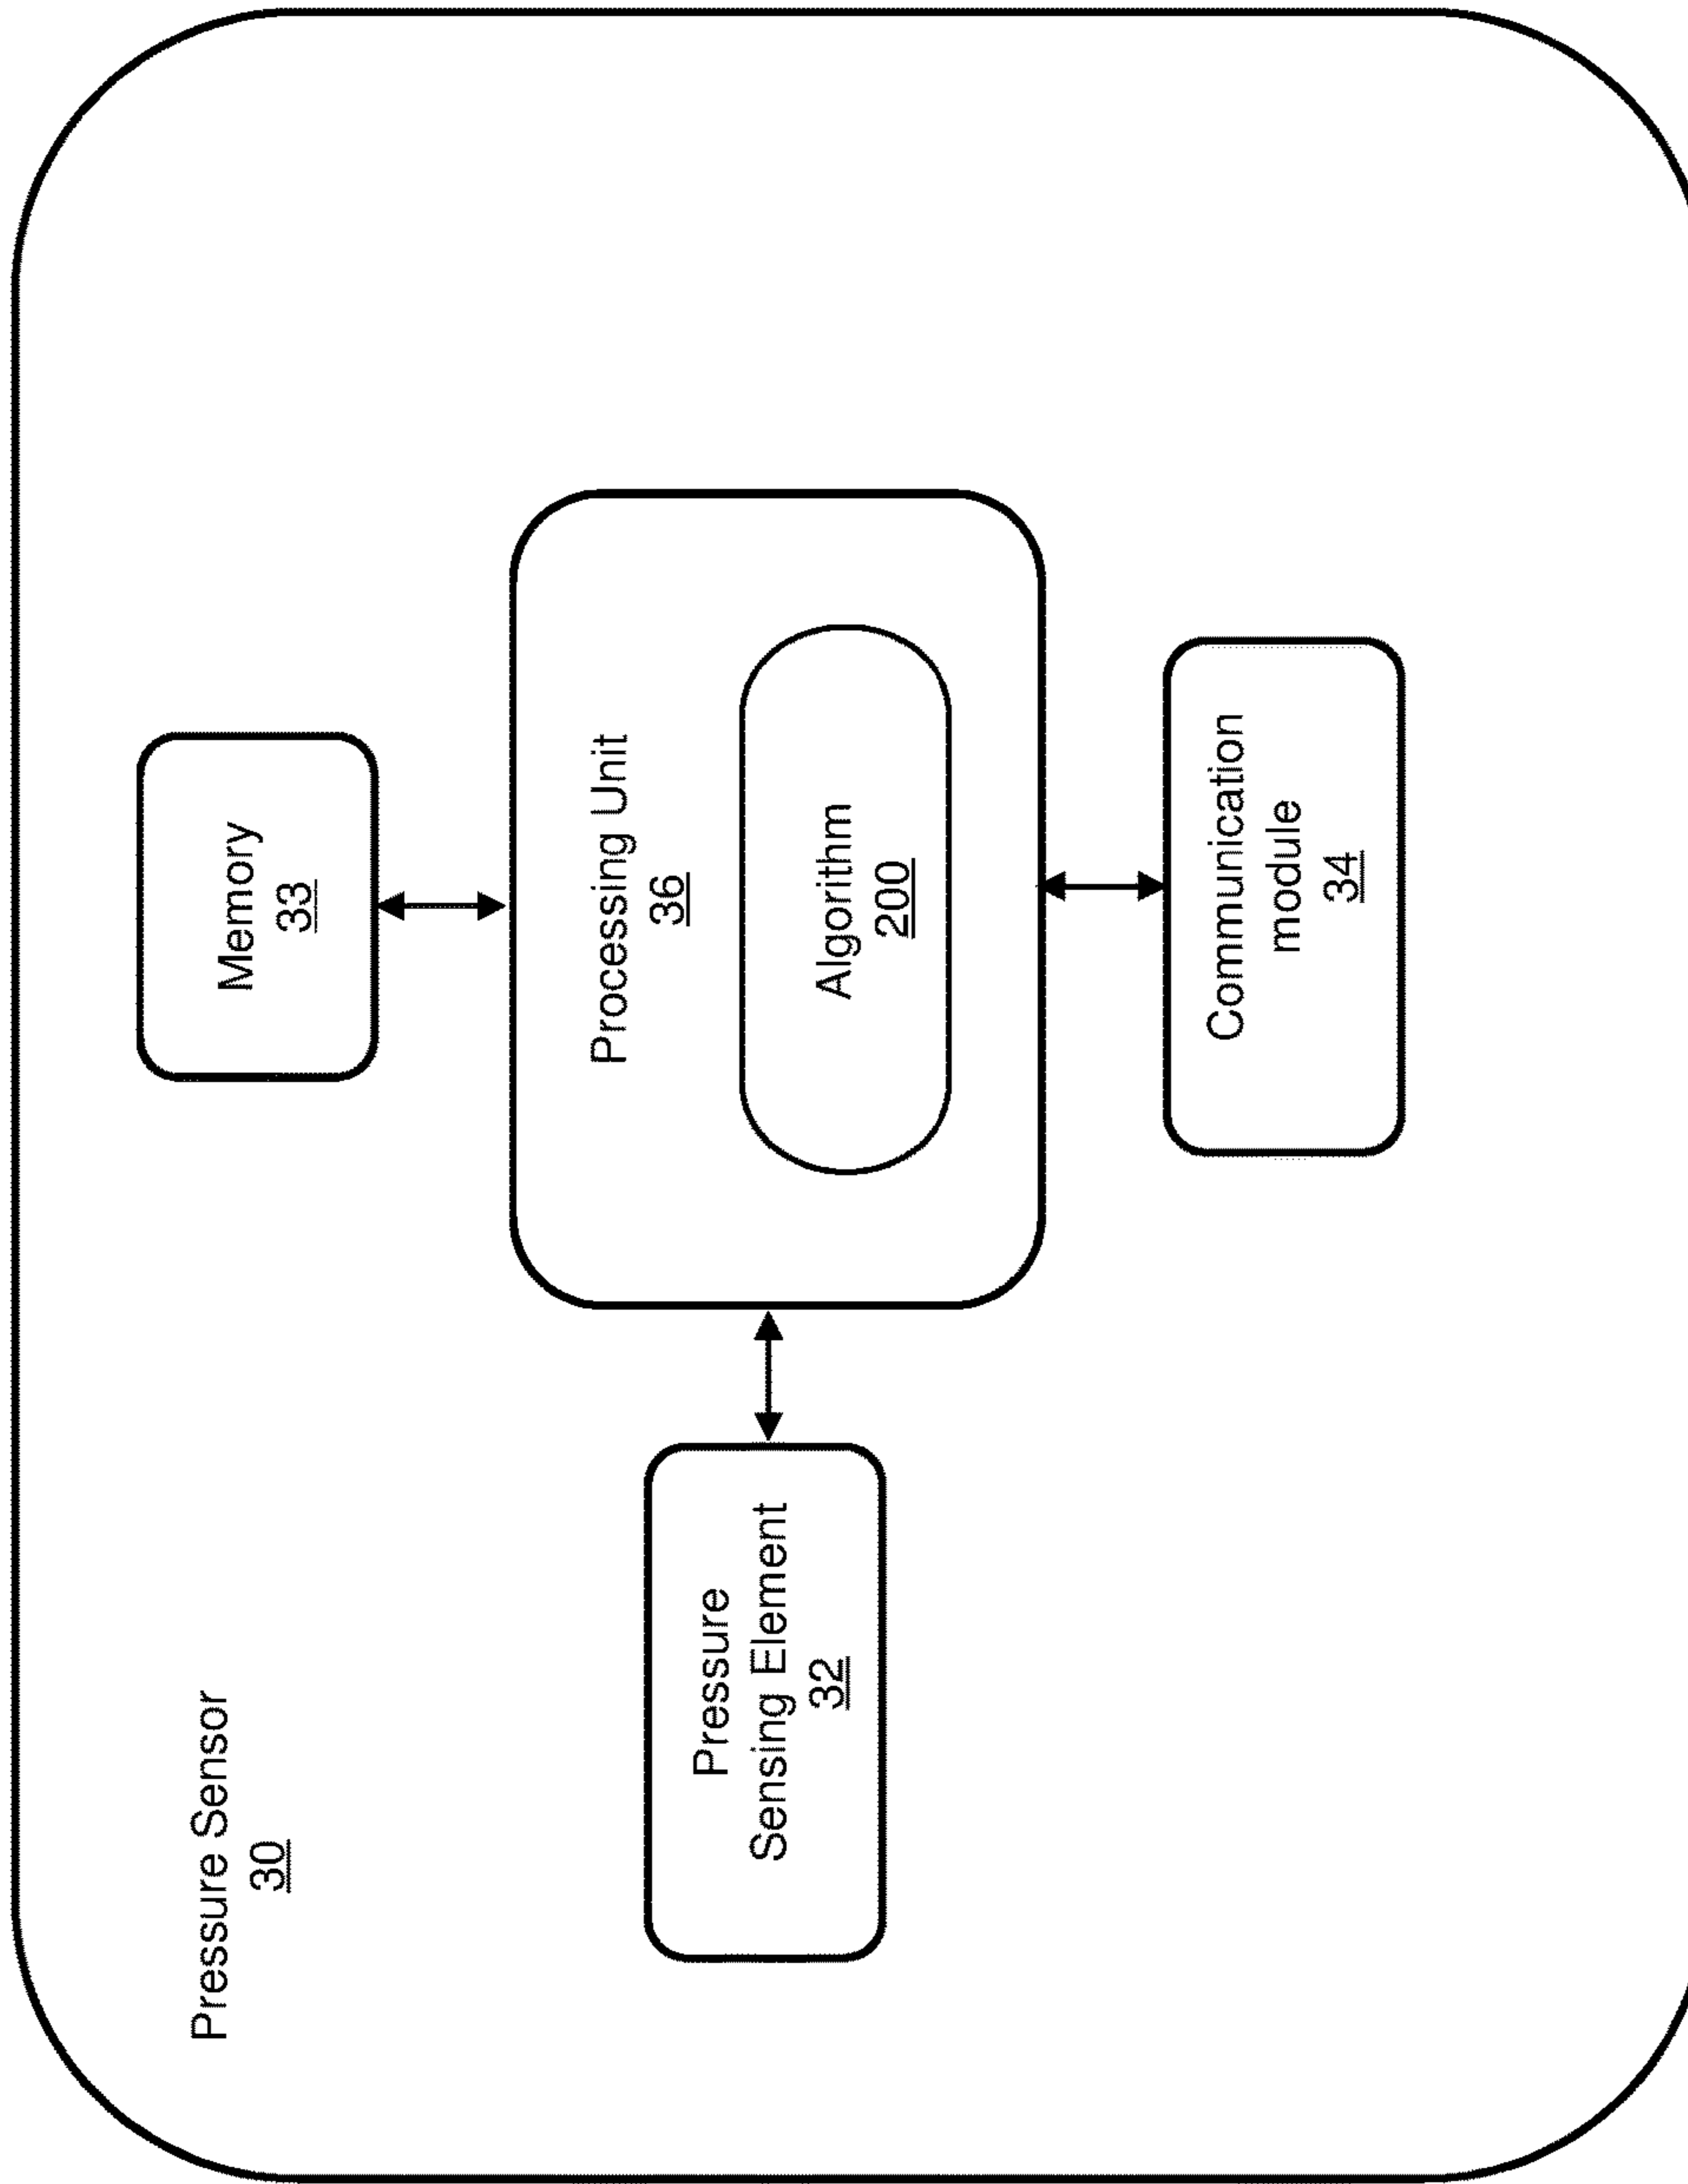 Pressure Sensor
30
Memory
33
Processing Unit
36
Algorithm
200
Pressure
Sensing Element
32
Communication
module
34